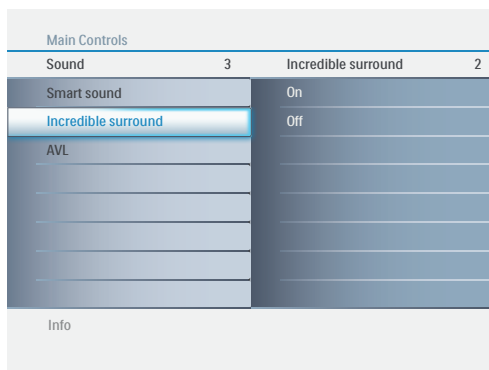 Main Controls
Sound 3 Incredible surround 2
Smart sound On
Incredible surround Off
AVL
Info